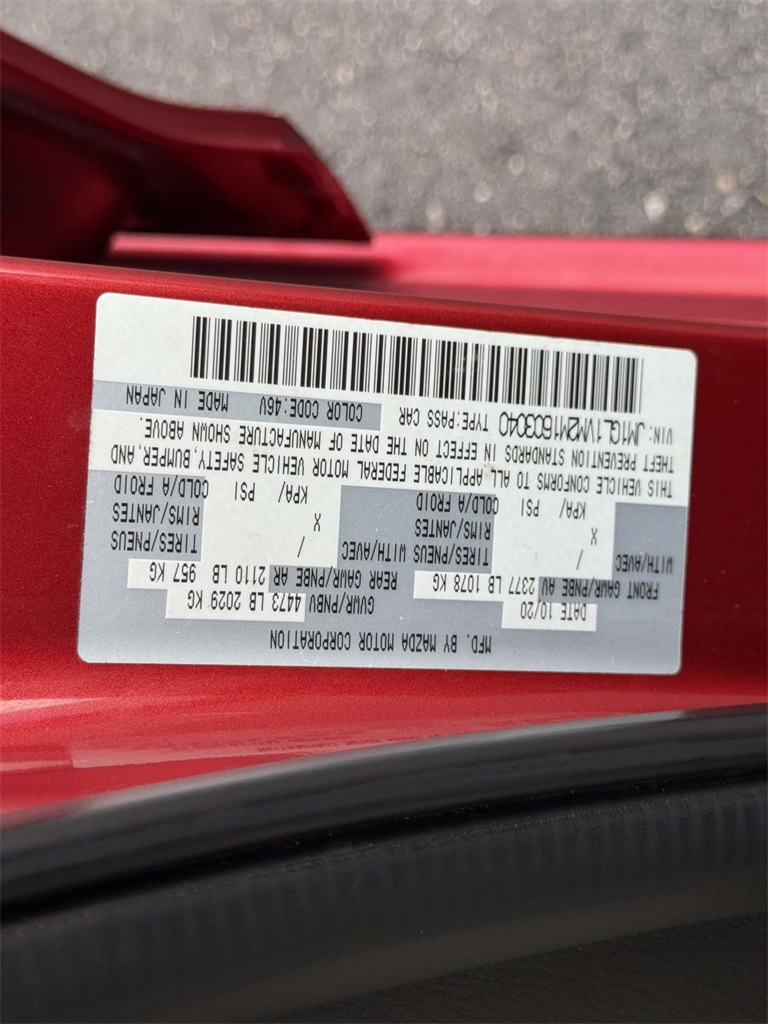 MFD. BY MAZDA MOTOR CORPORATION
DATE 10/20 GVWR/PNBV 4473 LB 2029 KG
FRONT GAWR/PNBE AV 2377 LB 1078 KG REAR GAWR/PNBE AR 2110 LB 957 KG
WITH/AVEC / TIRES/PNEUS WITH/AVEC / TIRES/PNEUS
X RIMS/JANTES X RIMS/JANTES
KPA/ PSI COLD/A FROID KPA/ PSI COLD/A FROID
THIS VEHICLE CONFORMS TO ALL APPLICABLE FEDERAL MOTOR VEHICLE SAFETY, BUMPER, AND
THEFT PREVENTION STANDARDS IN EFFECT ON THE DATE OF MANUFACTURE SHOWN ABOVE.
VIN: JM1GL1VM2M1603040 TYPE:PASS CAR COLOR CODE:46V MADE IN JAPAN